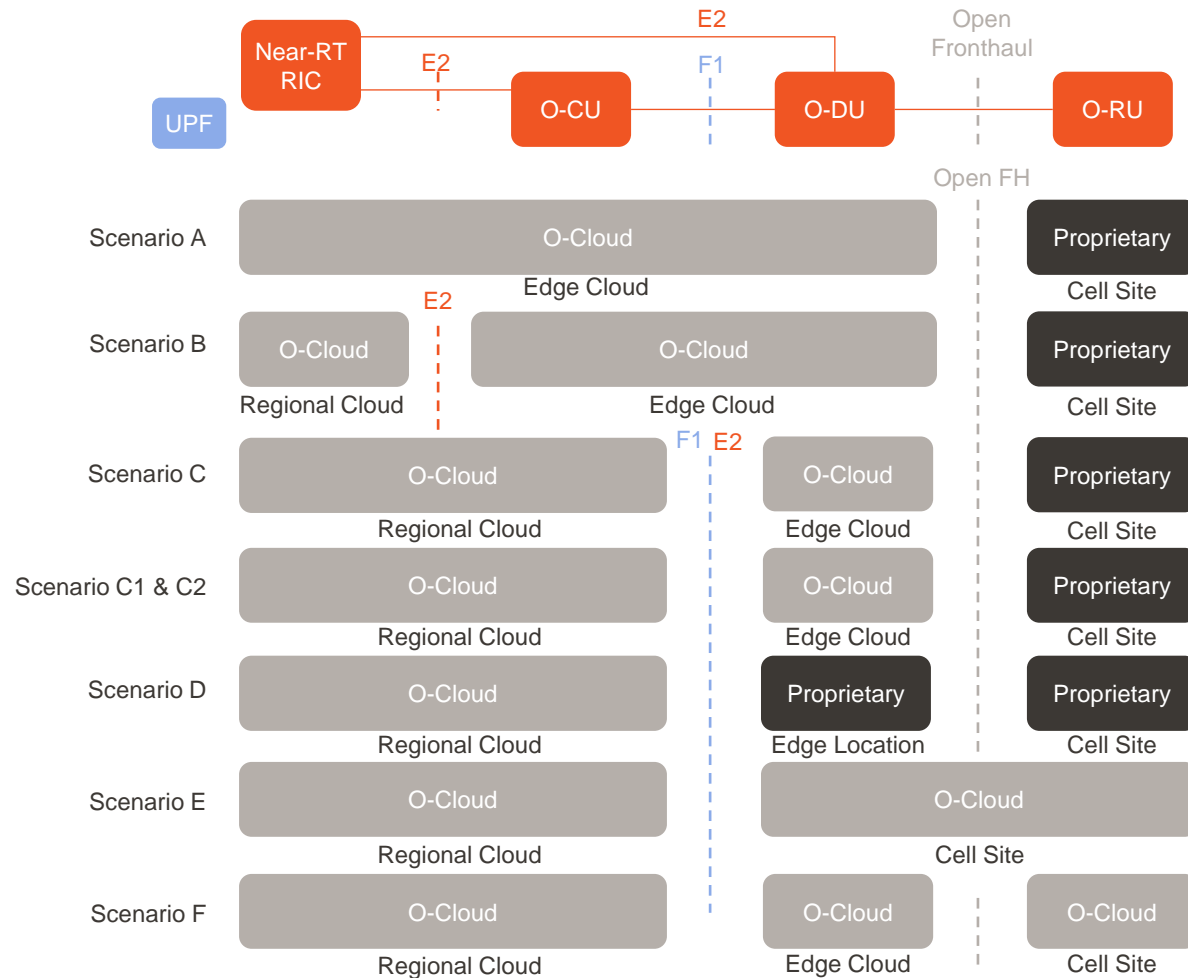 E2
Open
Fronthaul
Near-RT
RIC
E2
F1
UPF
O-CU
O-DU
O-RU
Open FH
Scenario A
O-Cloud
Proprietary
Edge Cloud
Cell Site
E2
Scenario B
O-Cloud
O-Cloud
Proprietary
Regional Cloud
Edge Cloud
Cell Site
F1
E2
Scenario C
O-Cloud
O-Cloud
Proprietary
Regional Cloud
Edge Cloud
Cell Site
Scenario C1 & C2
O-Cloud
O-Cloud
Proprietary
Regional Cloud
Edge Cloud
Cell Site
Scenario D
O-Cloud
Proprietary
Proprietary
Regional Cloud
Edge Location
Cell Site
Scenario E
O-Cloud
O-Cloud
Regional Cloud
Cell Site
Scenario F
O-Cloud
O-Cloud
O-Cloud
Regional Cloud
Edge Cloud
Cell Site